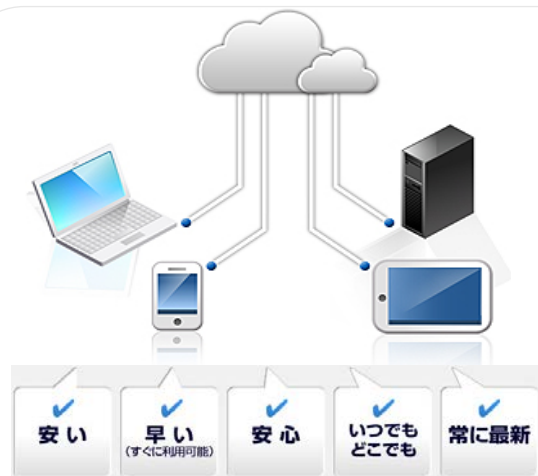 安い
早い
(すぐに利用可能)
安心
いつでも
どこでも
常に最新